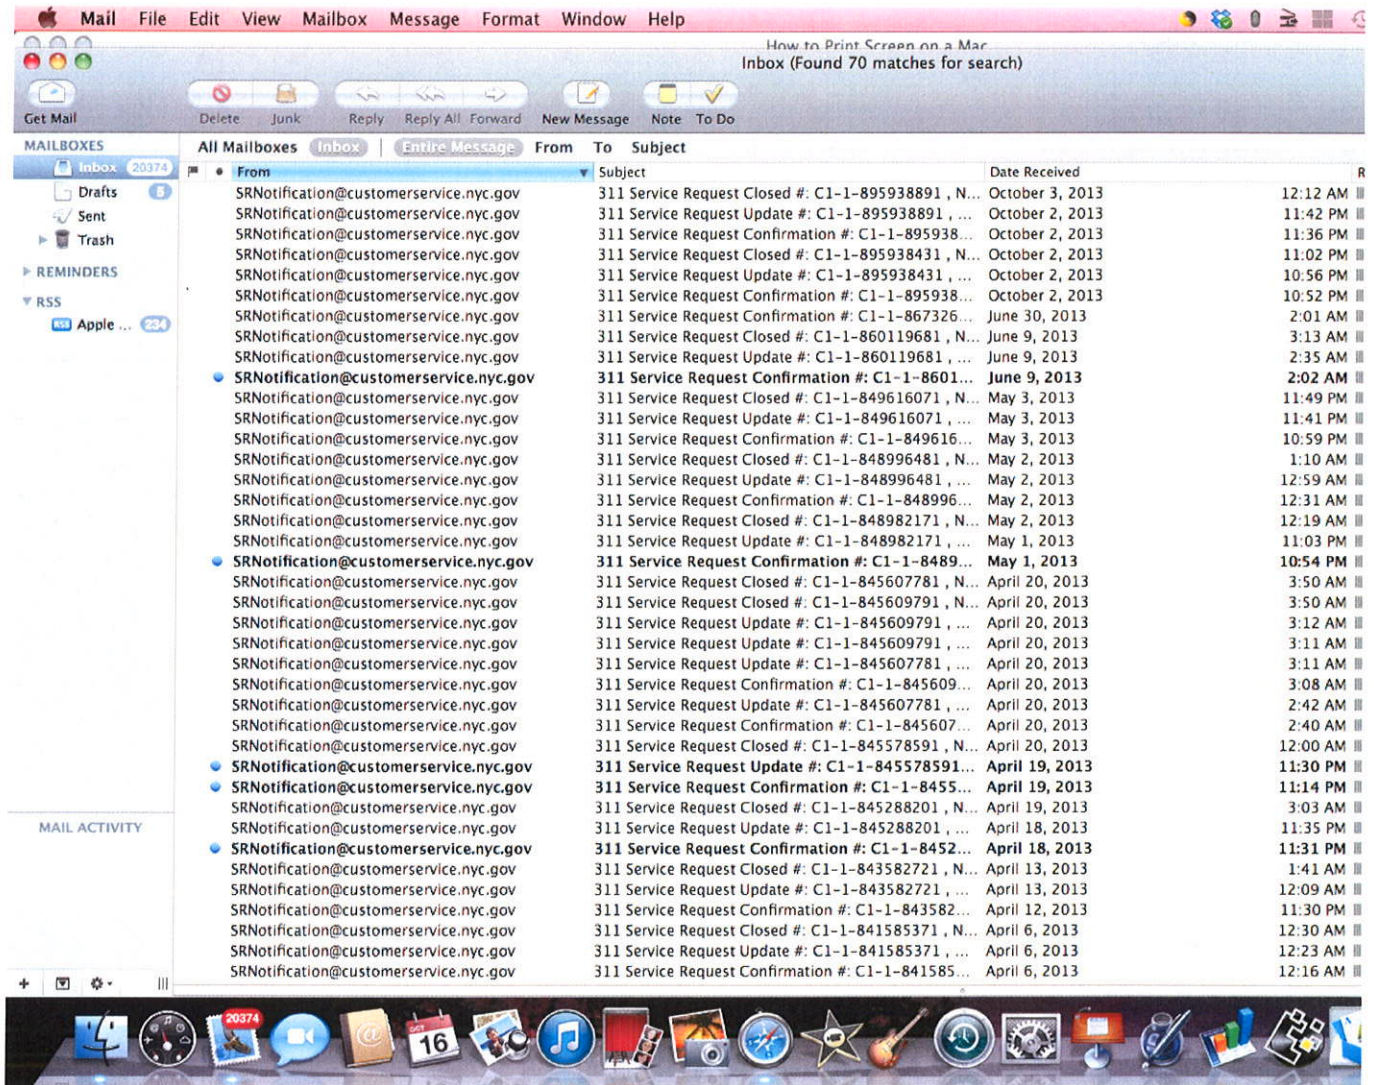 Mail File Edit View Mailbox Message Format Window Help
How to Print Screen on a Mac
Inbox (Found 70 matches for search)
Get Mail Delete Junk Reply Reply All Forward New Message Note To Do
MAILBOXES
Inbox 20374
Drafts 5
Sent
Trash
REMINDERS
RSS
RSS Apple ... 234
MAIL ACTIVITY
All Mailboxes Inbox Entire Message From To Subject
From Subject Date Received
SRNotification@customerservice.nyc.gov 311 Service Request Closed #: C1-1-895938891 , N... October 3, 2013 12:12 AM
SRNotification@customerservice.nyc.gov 311 Service Request Update #: C1-1-895938891 , ... October 2, 2013 11:42 PM
SRNotification@customerservice.nyc.gov 311 Service Request Confirmation #: C1-1-895938... October 2, 2013 11:36 PM
SRNotification@customerservice.nyc.gov 311 Service Request Closed #: C1-1-895938431 , N... October 2, 2013 11:02 PM
SRNotification@customerservice.nyc.gov 311 Service Request Update #: C1-1-895938431 , ... October 2, 2013 10:56 PM
SRNotification@customerservice.nyc.gov 311 Service Request Confirmation #: C1-1-895938... October 2, 2013 10:52 PM
SRNotification@customerservice.nyc.gov 311 Service Request Confirmation #: C1-1-867326... June 30, 2013 2:01 AM
SRNotification@customerservice.nyc.gov 311 Service Request Closed #: C1-1-860119681 , N... June 9, 2013 3:13 AM
SRNotification@customerservice.nyc.gov 311 Service Request Update #: C1-1-860119681 , ... June 9, 2013 2:35 AM
SRNotification@customerservice.nyc.gov 311 Service Request Confirmation #: C1-1-8601... June 9, 2013 2:02 AM
SRNotification@customerservice.nyc.gov 311 Service Request Closed #: C1-1-849616071 , N... May 3, 2013 11:49 PM
SRNotification@customerservice.nyc.gov 311 Service Request Update #: C1-1-849616071 , ... May 3, 2013 11:41 PM
SRNotification@customerservice.nyc.gov 311 Service Request Confirmation #: C1-1-849616... May 3, 2013 10:59 PM
SRNotification@customerservice.nyc.gov 311 Service Request Closed #: C1-1-848996481 , N... May 2, 2013 1:10 AM
SRNotification@customerservice.nyc.gov 311 Service Request Update #: C1-1-848996481 , ... May 2, 2013 12:59 AM
SRNotification@customerservice.nyc.gov 311 Service Request Confirmation #: C1-1-848996... May 2, 2013 12:31 AM
SRNotification@customerservice.nyc.gov 311 Service Request Closed #: C1-1-848982171 , N... May 2, 2013 12:19 AM
SRNotification@customerservice.nyc.gov 311 Service Request Update #: C1-1-848982171 , ... May 1, 2013 11:03 PM
SRNotification@customerservice.nyc.gov 311 Service Request Confirmation #: C1-1-8489... May 1, 2013 10:54 PM
SRNotification@customerservice.nyc.gov 311 Service Request Closed #: C1-1-845607781 , N... April 20, 2013 3:50 AM
SRNotification@customerservice.nyc.gov 311 Service Request Closed #: C1-1-845609791 , N... April 20, 2013 3:50 AM
SRNotification@customerservice.nyc.gov 311 Service Request Update #: C1-1-845609791 , ... April 20, 2013 3:12 AM
SRNotification@customerservice.nyc.gov 311 Service Request Update #: C1-1-845609791 , ... April 20, 2013 3:11 AM
SRNotification@customerservice.nyc.gov 311 Service Request Update #: C1-1-845607781 , ... April 20, 2013 3:11 AM
SRNotification@customerservice.nyc.gov 311 Service Request Confirmation #: C1-1-845609... April 20, 2013 3:08 AM
SRNotification@customerservice.nyc.gov 311 Service Request Update #: C1-1-845607781 , ... April 20, 2013 2:42 AM
SRNotification@customerservice.nyc.gov 311 Service Request Confirmation #: C1-1-845607... April 20, 2013 2:40 AM
SRNotification@customerservice.nyc.gov 311 Service Request Closed #: C1-1-845578591 , N... April 20, 2013 12:00 AM
SRNotification@customerservice.nyc.gov 311 Service Request Update #: C1-1-845578591... April 19, 2013 11:30 PM
SRNotification@customerservice.nyc.gov 311 Service Request Confirmation #: C1-1-8455... April 19, 2013 11:14 PM
SRNotification@customerservice.nyc.gov 311 Service Request Closed #: C1-1-845288201 , N... April 19, 2013 3:03 AM
SRNotification@customerservice.nyc.gov 311 Service Request Update #: C1-1-845288201 , ... April 18, 2013 11:35 PM
SRNotification@customerservice.nyc.gov 311 Service Request Confirmation #: C1-1-8452... April 18, 2013 11:31 PM
SRNotification@customerservice.nyc.gov 311 Service Request Closed #: C1-1-843582721 , N... April 13, 2013 1:41 AM
SRNotification@customerservice.nyc.gov 311 Service Request Update #: C1-1-843582721 , ... April 13, 2013 12:09 AM
SRNotification@customerservice.nyc.gov 311 Service Request Confirmation #: C1-1-843582... April 12, 2013 11:30 PM
SRNotification@customerservice.nyc.gov 311 Service Request Closed #: C1-1-841585371 , N... April 6, 2013 12:30 AM
SRNotification@customerservice.nyc.gov 311 Service Request Update #: C1-1-841585371 , ... April 6, 2013 12:23 AM
SRNotification@customerservice.nyc.gov 311 Service Request Confirmation #: C1-1-841585... April 6, 2013 12:16 AM
20374
OCT
16